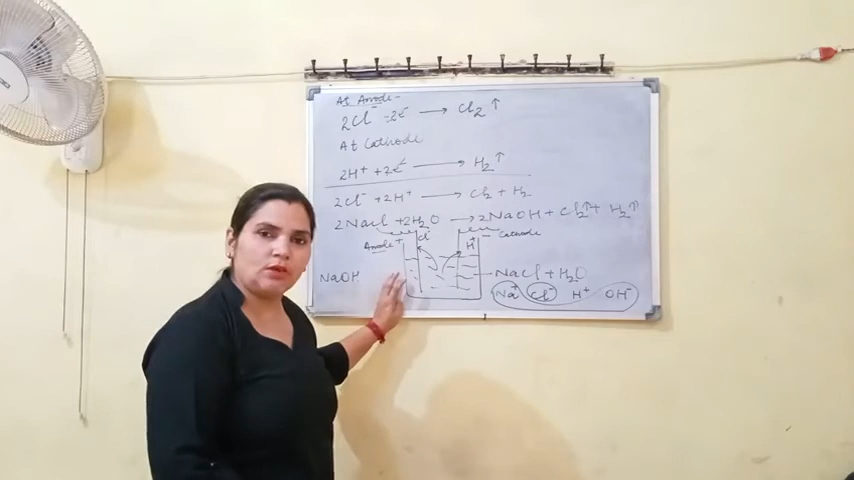 At Anode -
2Cl⁻ - 2e⁻ → Cl₂ ↑
At Cathode
2H⁺ + 2e⁻ → H₂ ↑
2Cl⁻ + 2H⁺ → Cl₂ + H₂
2NaCl + 2H₂O → 2NaOH + Cl₂↑ + H₂↑
Anode + Cl⁻ H⁺ - Cathode
NaOH NaCl + H₂O
Na⁺ Cl⁻ H⁺ OH⁻